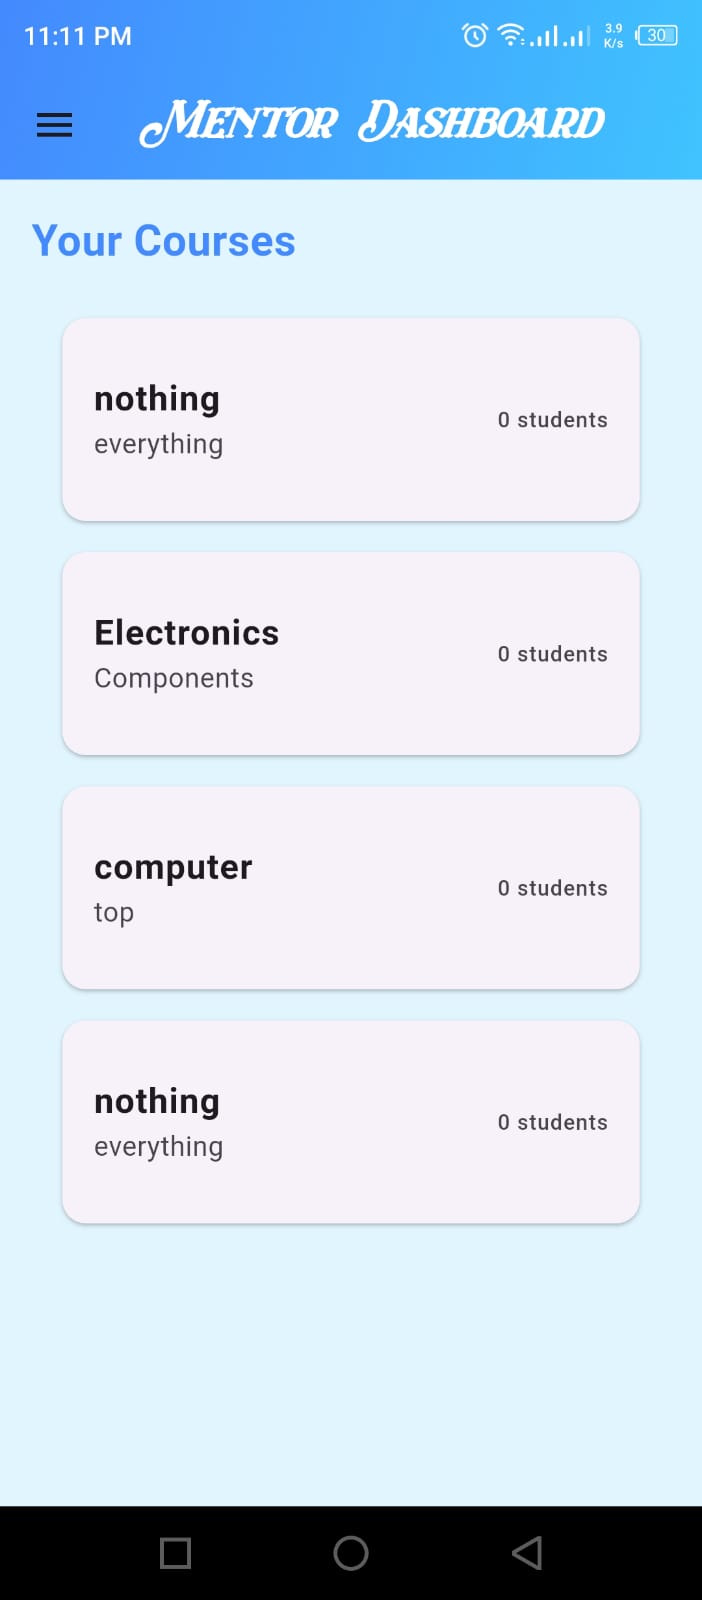 11:11 PM
3.9
K/s
30
Mentor Dashboard
Your Courses
nothing
everything
0 students
Electronics
Components
0 students
computer
top
0 students
nothing
everything
0 students